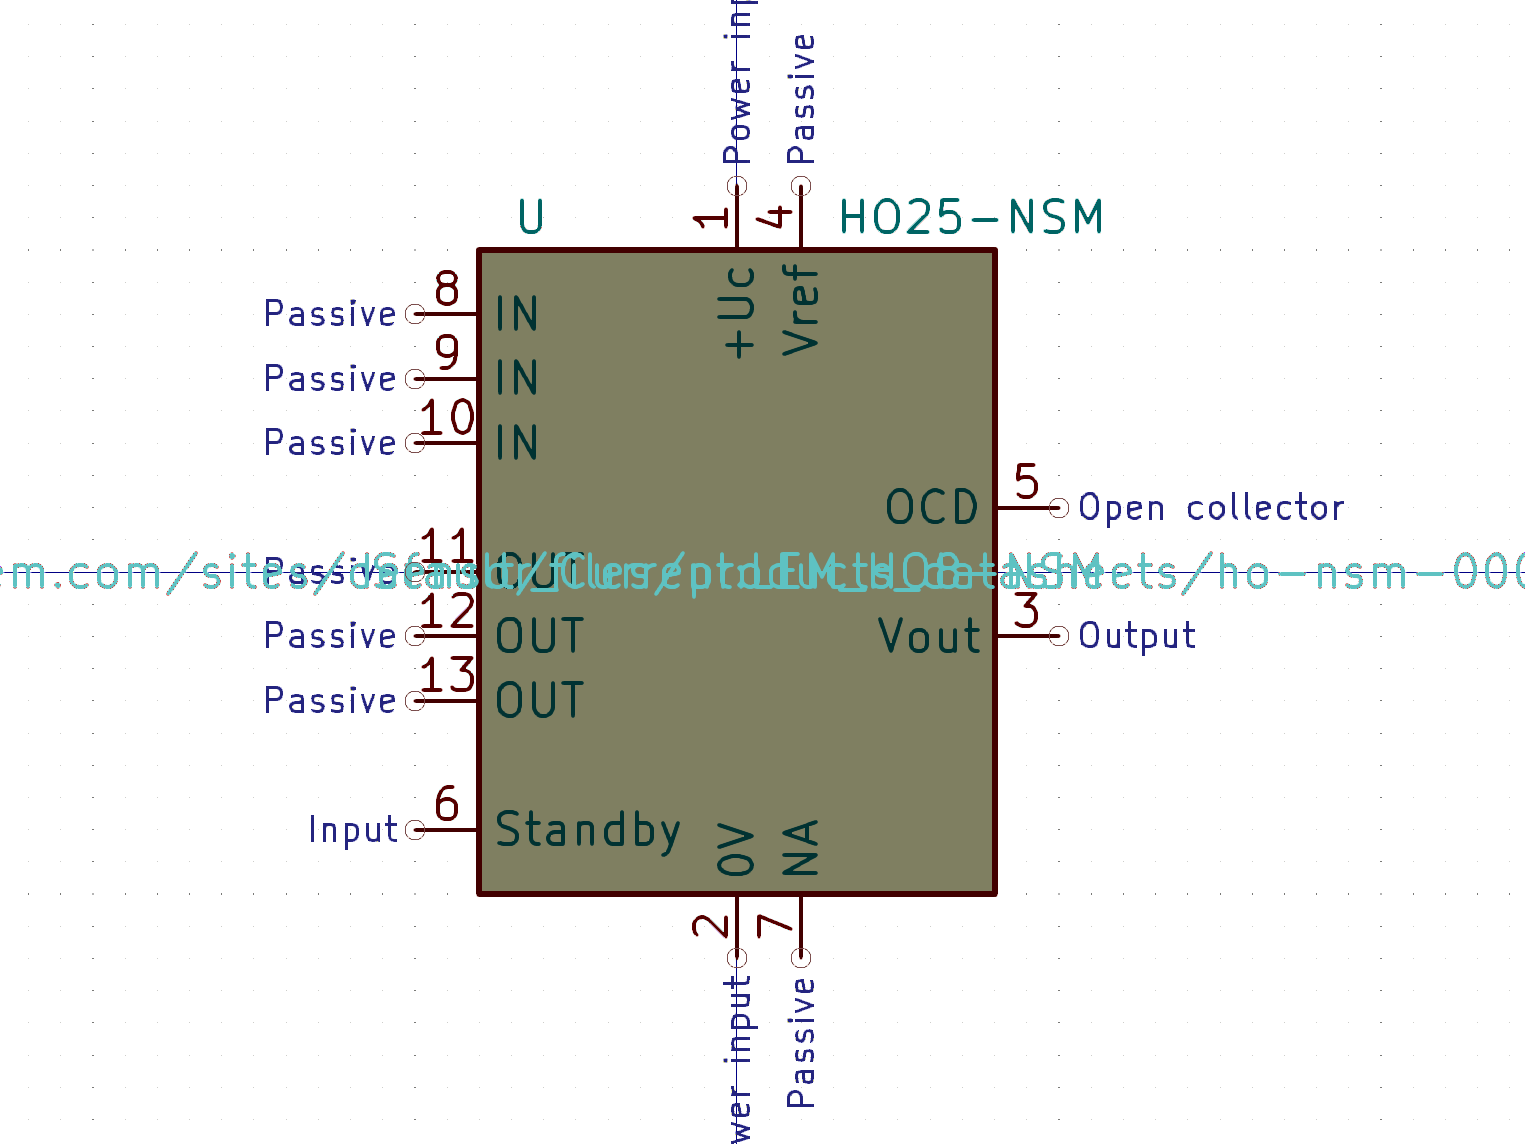 Power inp
Passive
U
1
4
HO25-NSM
+Uc
Vref
Passive
8
IN
Passive
9
IN
Passive
10
IN
5
OCD
Open collector
Passive
11
OUT
em.com/sites/default/files/products_datasheets/ho-nsm-000
Sensor_Current:LEM_HO8-NSM
3
Vout
Output
Passive
12
OUT
Passive
13
OUT
Input
6
Standby
0V
NA
2
7
wer input
Passive